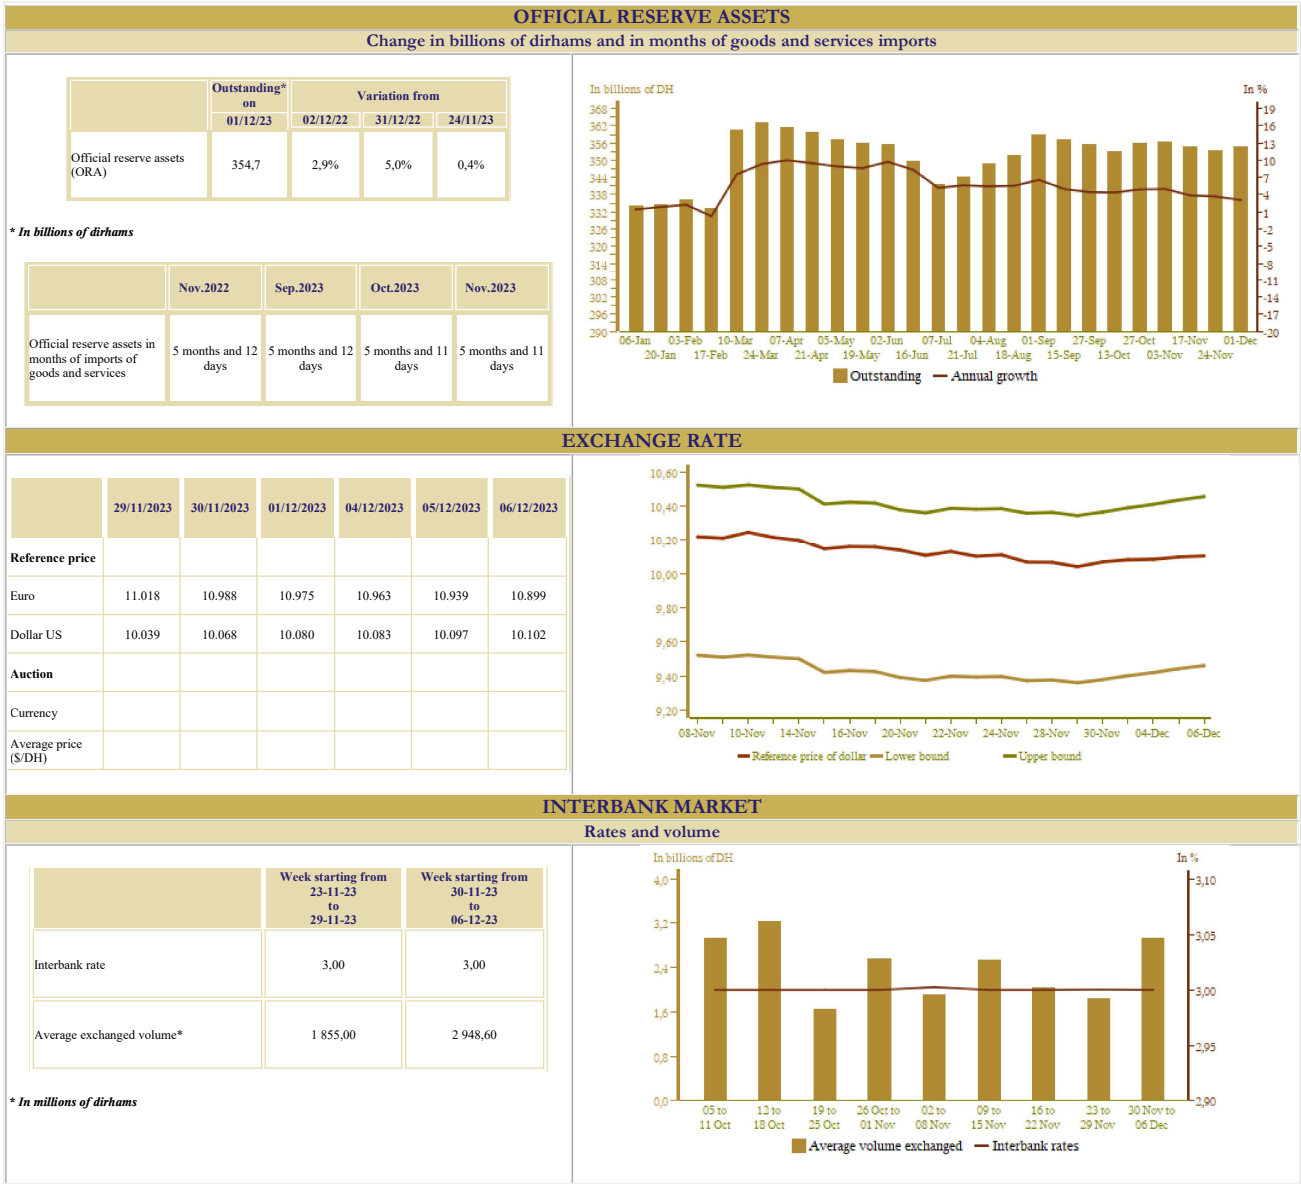 OFFICIAL RESERVE ASSETS
Change in billions of dirhams and in months of goods and services imports
Outstanding*
on
Variation from
01/12/23 02/12/22 31/12/22 24/11/23
Official reserve assets
(ORA)
354,7 2,9% 5,0% 0,4%
* In billions of dirhams
Nov.2022 Sep.2023 Oct.2023 Nov.2023
Official reserve assets in
months of imports of
goods and services
5 months and 12 5 months and 12 5 months and 11 5 months and 11
days days days days
In billions of DH In %
368 19
362 16
356 13
350 10
344 7
338 4
332 1
326 -2
320 -5
314 -8
308 -11
302 -14
296 -17
290 -20
06-Jan 03-Feb 10-Mar 07-Apr 05-May 02-Jun 07-Jul 04-Aug 01-Sep 27-Sep 27-Oct 17-Nov 01-Dec
20-Jan 17-Feb 24-Mar 21-Apr 19-May 16-Jun 21-Jul 18-Aug 15-Sep 13-Oct 03-Nov 24-Nov
Outstanding Annual growth
EXCHANGE RATE
29/11/2023 30/11/2023 01/12/2023 04/12/2023 05/12/2023 06/12/2023
Reference price
Euro 11.018 10.988 10.975 10.963 10.939 10.899
Dollar US 10.039 10.068 10.080 10.083 10.097 10.102
Auction
Currency
Average price
($/DH)
10,60
10,40
10,20
10,00
9,80
9,60
9,40
9,20
08-Nov 10-Nov 14-Nov 16-Nov 20-Nov 22-Nov 24-Nov 28-Nov 30-Nov 04-Dec 06-Dec
Reference price of dollar Lower bound Upper bound
INTERBANK MARKET
Rates and volume
Week starting from Week starting from
23-11-23 30-11-23
to to
29-11-23 06-12-23
Interbank rate 3,00 3,00
Average exchanged volume* 1 855,00 2 948,60
* In millions of dirhams
In billions of DH In %
4,0 3,10
3,2 3,05
2,4 3,00
1,6 2,95
0,8
0,0 2,90
05 to 12 to 19 to 26 Oct to 02 to 09 to 16 to 23 to 30 Nov to
11 Oct 18 Oct 25 Oct 01 Nov 08 Nov 15 Nov 22 Nov 29 Nov 06 Dec
Average volume exchanged Interbank rates